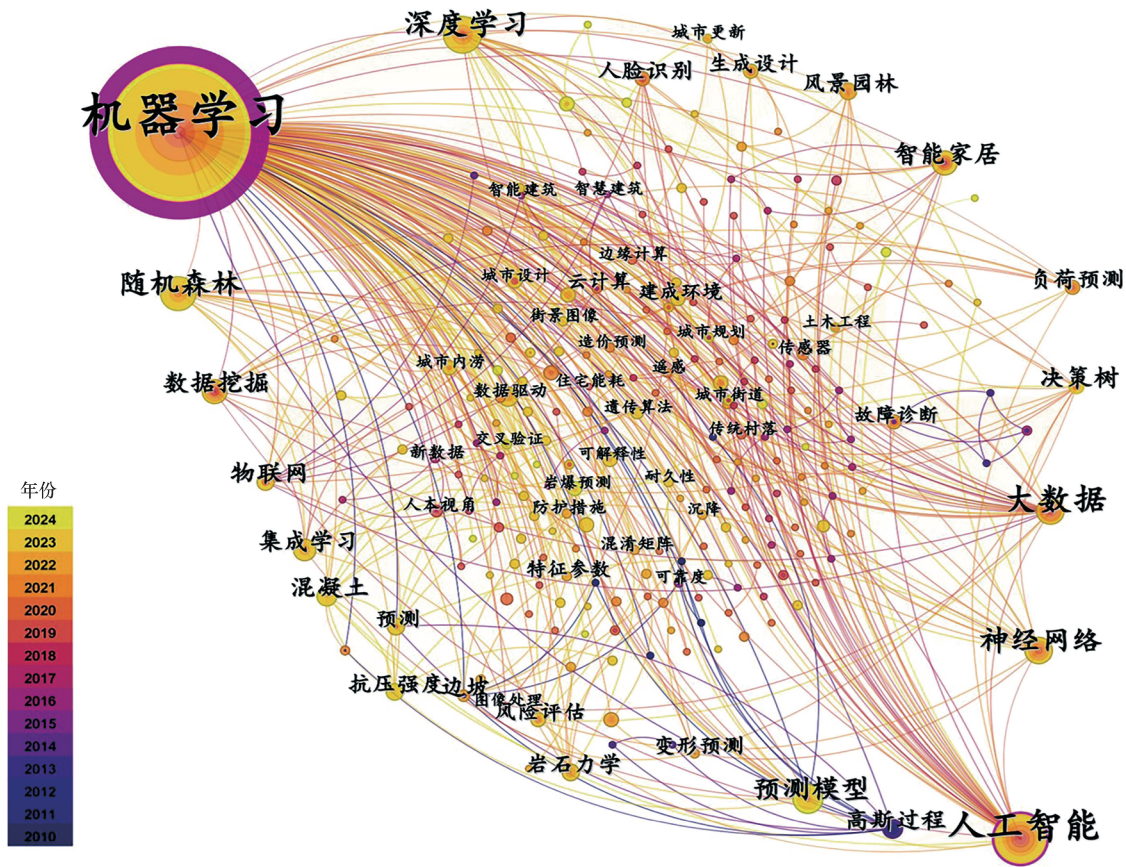 深度学习
城市更新
人脸识别
生成设计
风景园林
机器学习
智能家居
智能建筑
智慧建筑
边缘计算
随机森林
城市设计
云计算
建成环境
负荷预测
街景图像
城市规划
土木工程
造价预测
传感器
城市内涝
遥感
数据挖掘
数据驱动
住宅能耗
城市街道
决策树
遗传算法
故障诊断
传统村落
交叉验证
新数据
可解释性
物联网
岩爆预测
耐久性
人本视角
防护措施
沉降
大数据
年份
2024
2023
2022
2021
2020
2019
2018
2017
2016
2015
2014
2013
2012
2011
2010
集成学习
混淆矩阵
特征参数
可靠度
混凝土
预测
神经网络
抗压强度
边坡
图像处理
风险评估
变形预测
岩石力学
预测模型
高斯过程
人工智能